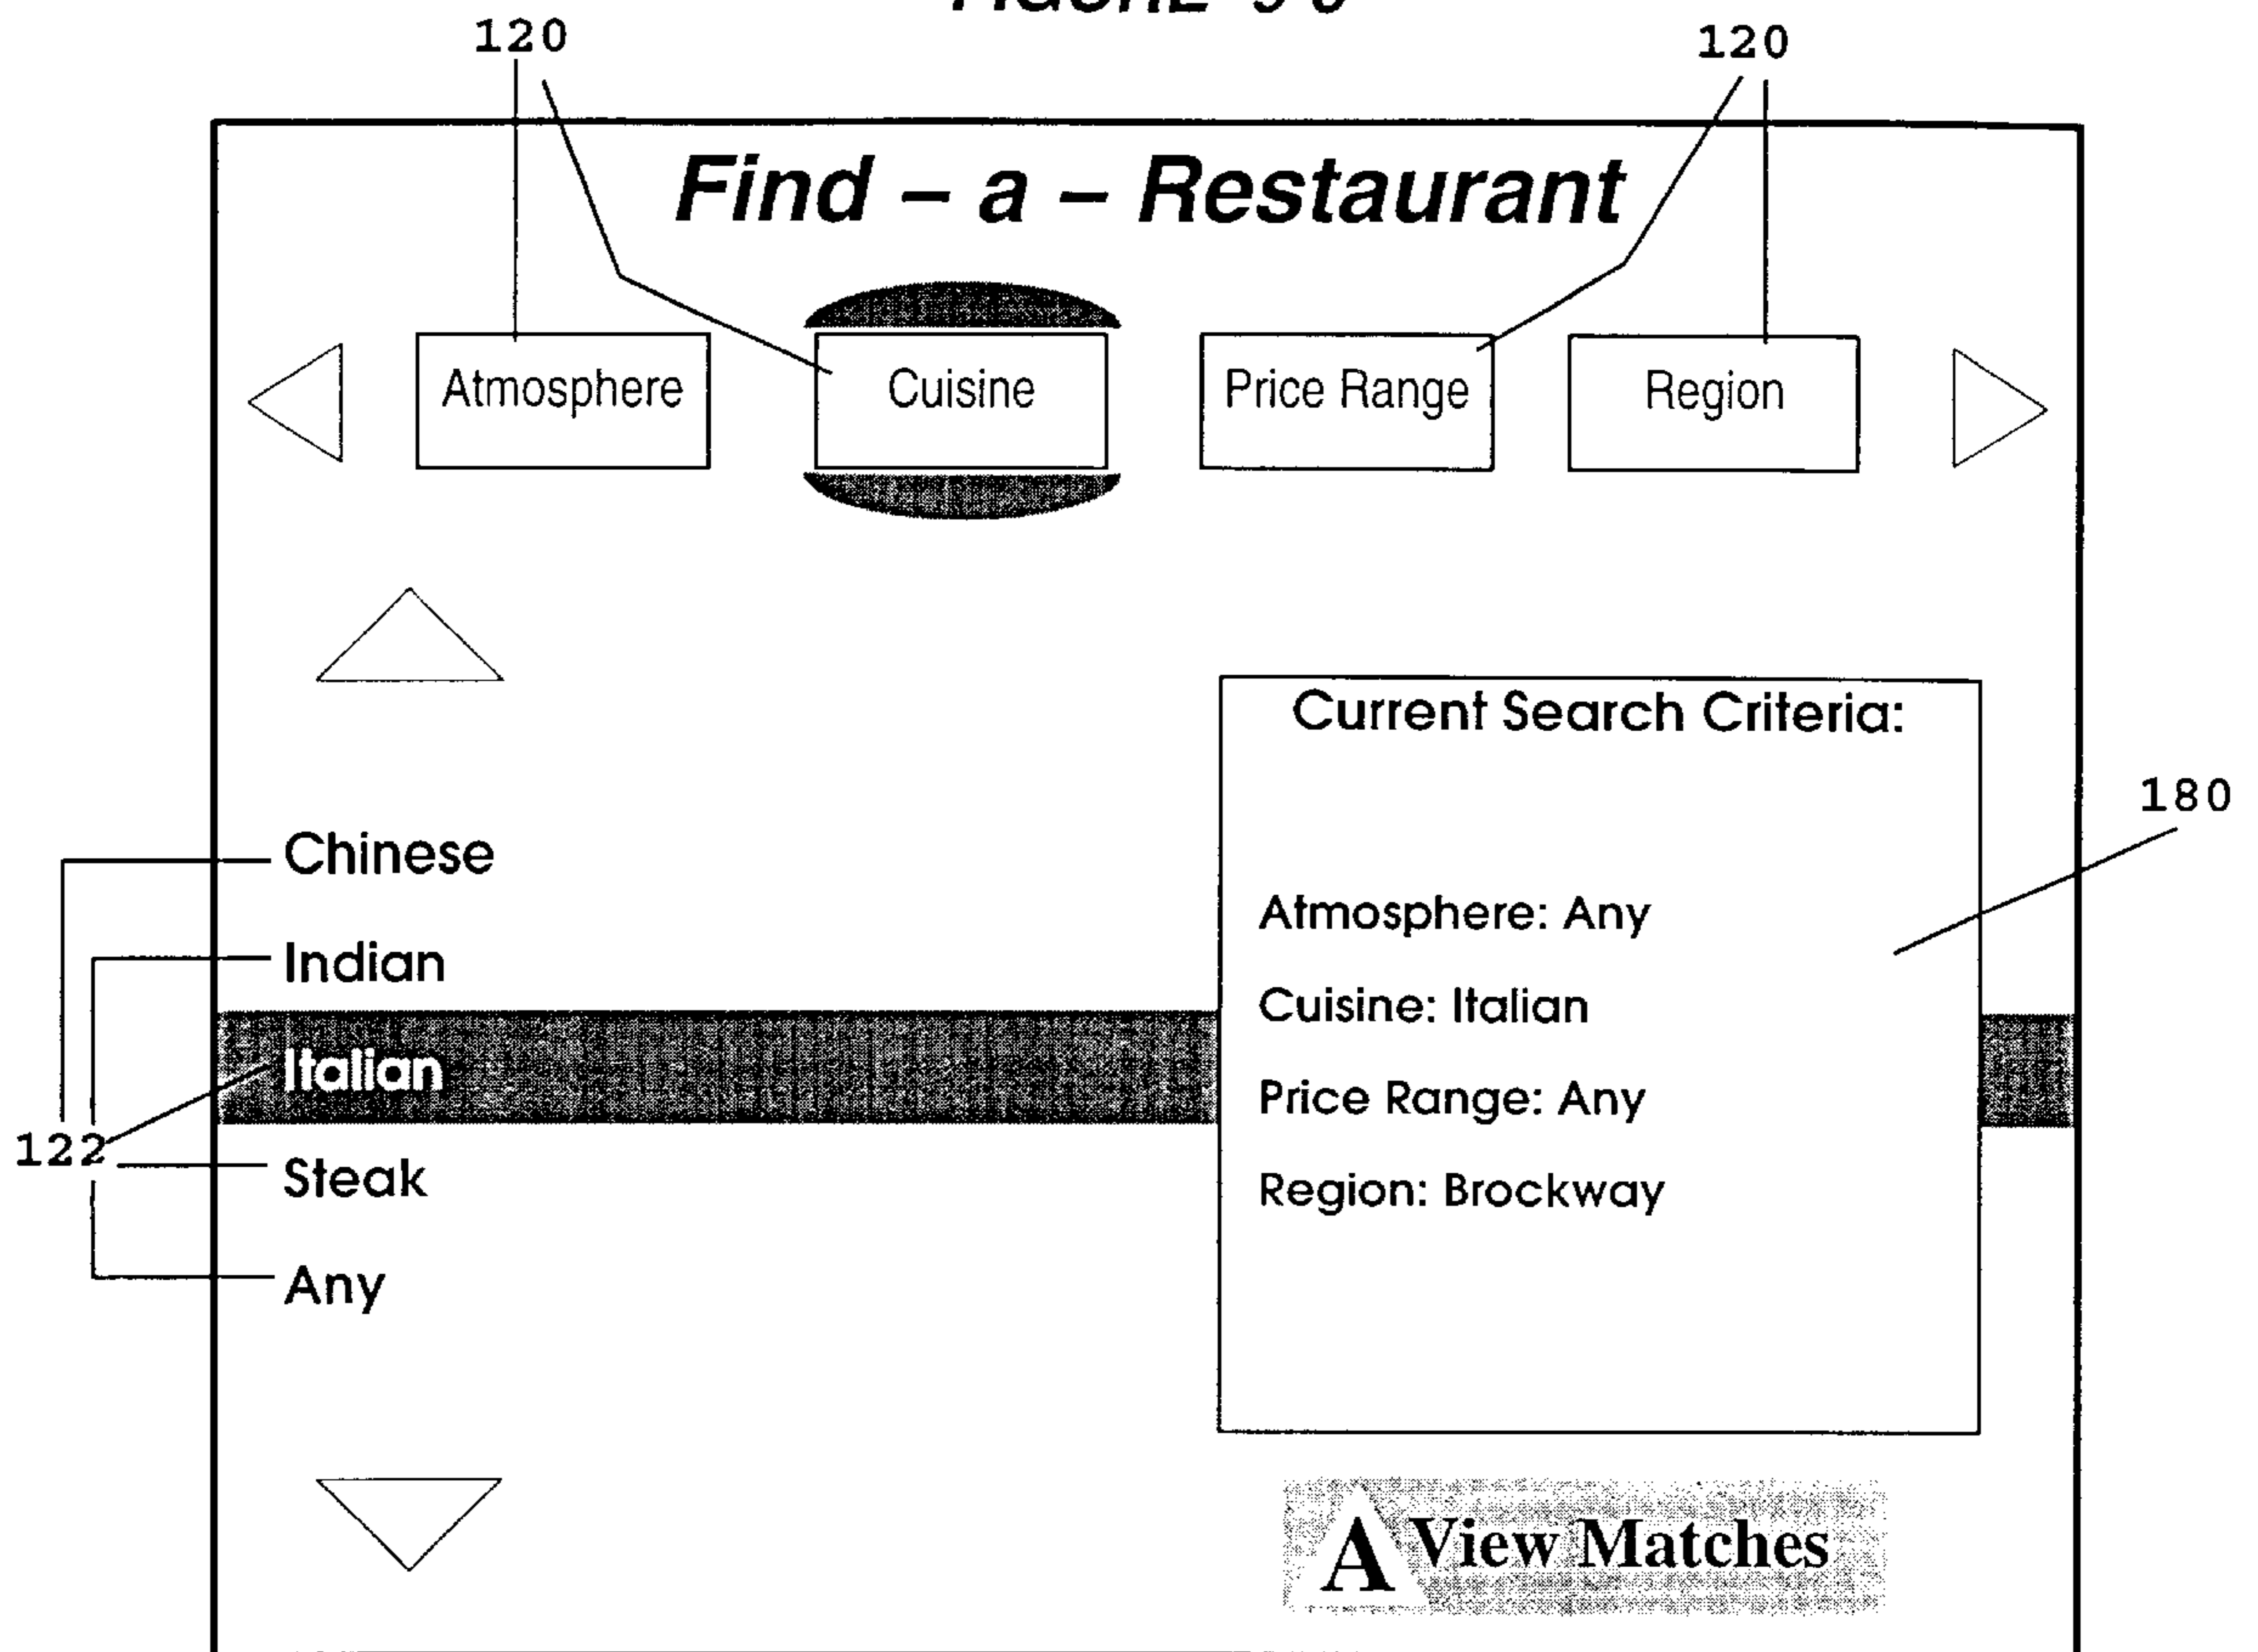 120 120
Find – a – Restaurant
Atmosphere Cuisine Price Range Region
Current Search Criteria:
180
Chinese
Atmosphere: Any
Indian
Cuisine: Italian
Italian
Price Range: Any
122
Steak
Region: Brockway
Any
A View Matches